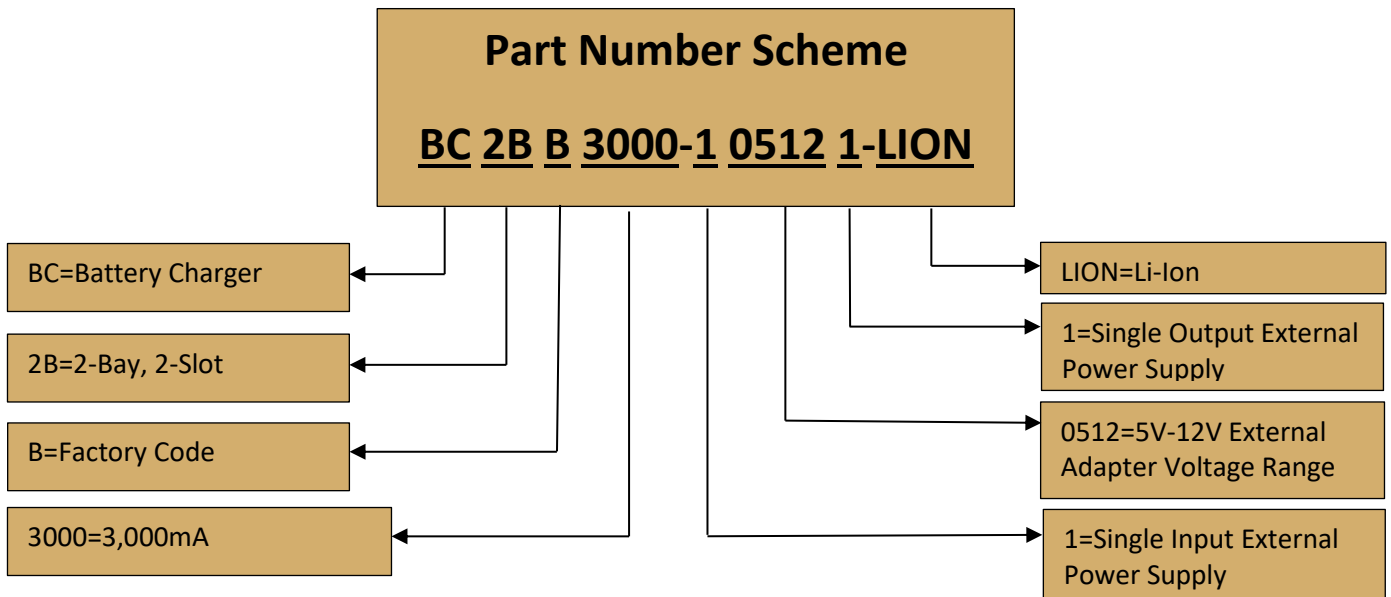 Part Number Scheme
BC 2B B 3000-1 0512 1-LION
BC=Battery Charger
2B=2-Bay, 2-Slot
B=Factory Code
3000=3,000mA
LION=Li-Ion
1=Single Output External
Power Supply
0512=5V-12V External
Adapter Voltage Range
1=Single Input External
Power Supply